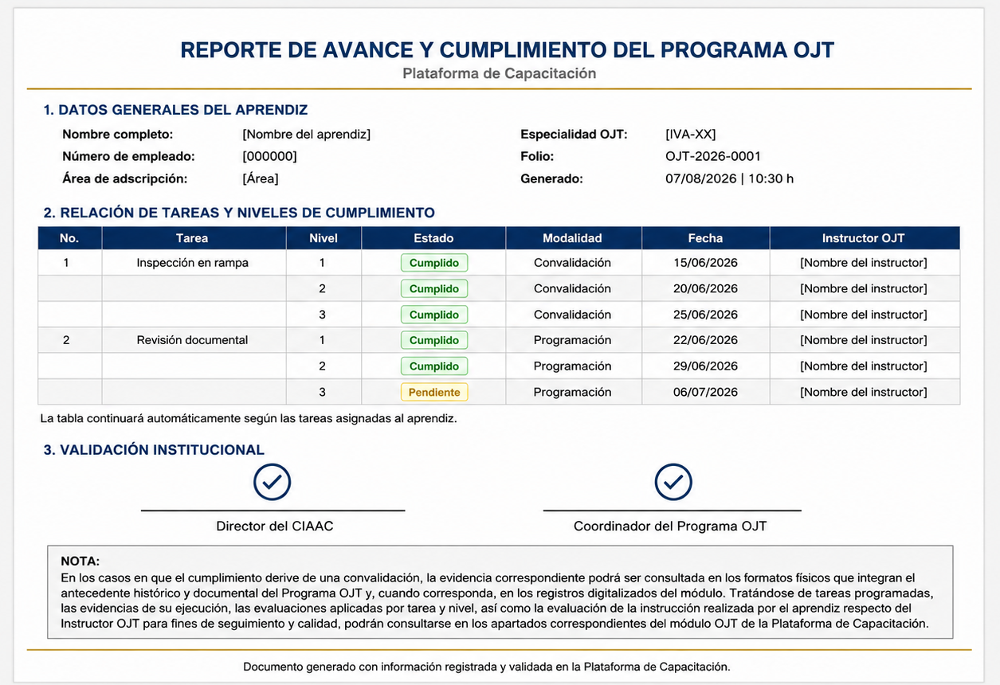 REPORTE DE AVANCE Y CUMPLIMIENTO DEL PROGRAMA OJT
Plataforma de Capacitación
1. DATOS GENERALES DEL APRENDIZ
Nombre completo: [Nombre del aprendiz] Especialidad OJT: [IVA-XX]
Número de empleado: [000000] Folio: OJT-2026-0001
Área de adscripción: [Área] Generado: 07/08/2026 | 10:30 h
2. RELACIÓN DE TAREAS Y NIVELES DE CUMPLIMIENTO
No. Tarea Nivel Estado Modalidad Fecha Instructor OJT
1 Inspección en rampa 1 Cumplido Convalidación 15/06/2026 [Nombre del instructor]
2 Cumplido Convalidación 20/06/2026 [Nombre del instructor]
3 Cumplido Convalidación 25/06/2026 [Nombre del instructor]
2 Revisión documental 1 Cumplido Programación 22/06/2026 [Nombre del instructor]
2 Cumplido Programación 29/06/2026 [Nombre del instructor]
3 Pendiente Programación 06/07/2026 [Nombre del instructor]
La tabla continuará automáticamente según las tareas asignadas al aprendiz.
3. VALIDACIÓN INSTITUCIONAL
Director del CIAAC Coordinador del Programa OJT
NOTA:
En los casos en que el cumplimiento derive de una convalidación, la evidencia correspondiente podrá ser consultada en los formatos físicos que integran el
antecedente histórico y documental del Programa OJT y, cuando corresponda, en los registros digitalizados del módulo. Tratándose de tareas programadas,
las evidencias de su ejecución, las evaluaciones aplicadas por tarea y nivel, así como la evaluación de la instrucción realizada por el aprendiz respecto del
Instructor OJT para fines de seguimiento y calidad, podrán consultarse en los apartados correspondientes del módulo OJT de la Plataforma de Capacitación.
Documento generado con información registrada y validada en la Plataforma de Capacitación.